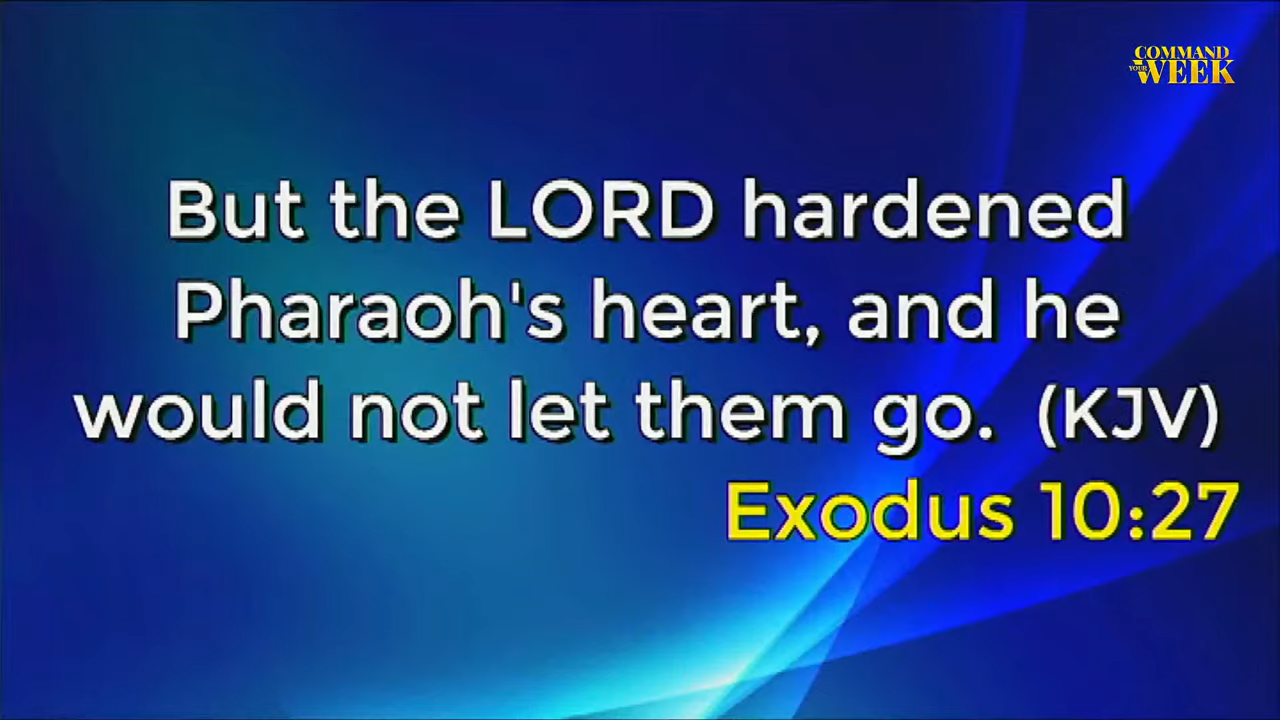 COMMAND
YOUR WEEK
But the LORD hardened
Pharaoh's heart, and he
would not let them go. (KJV)
Exodus 10:27